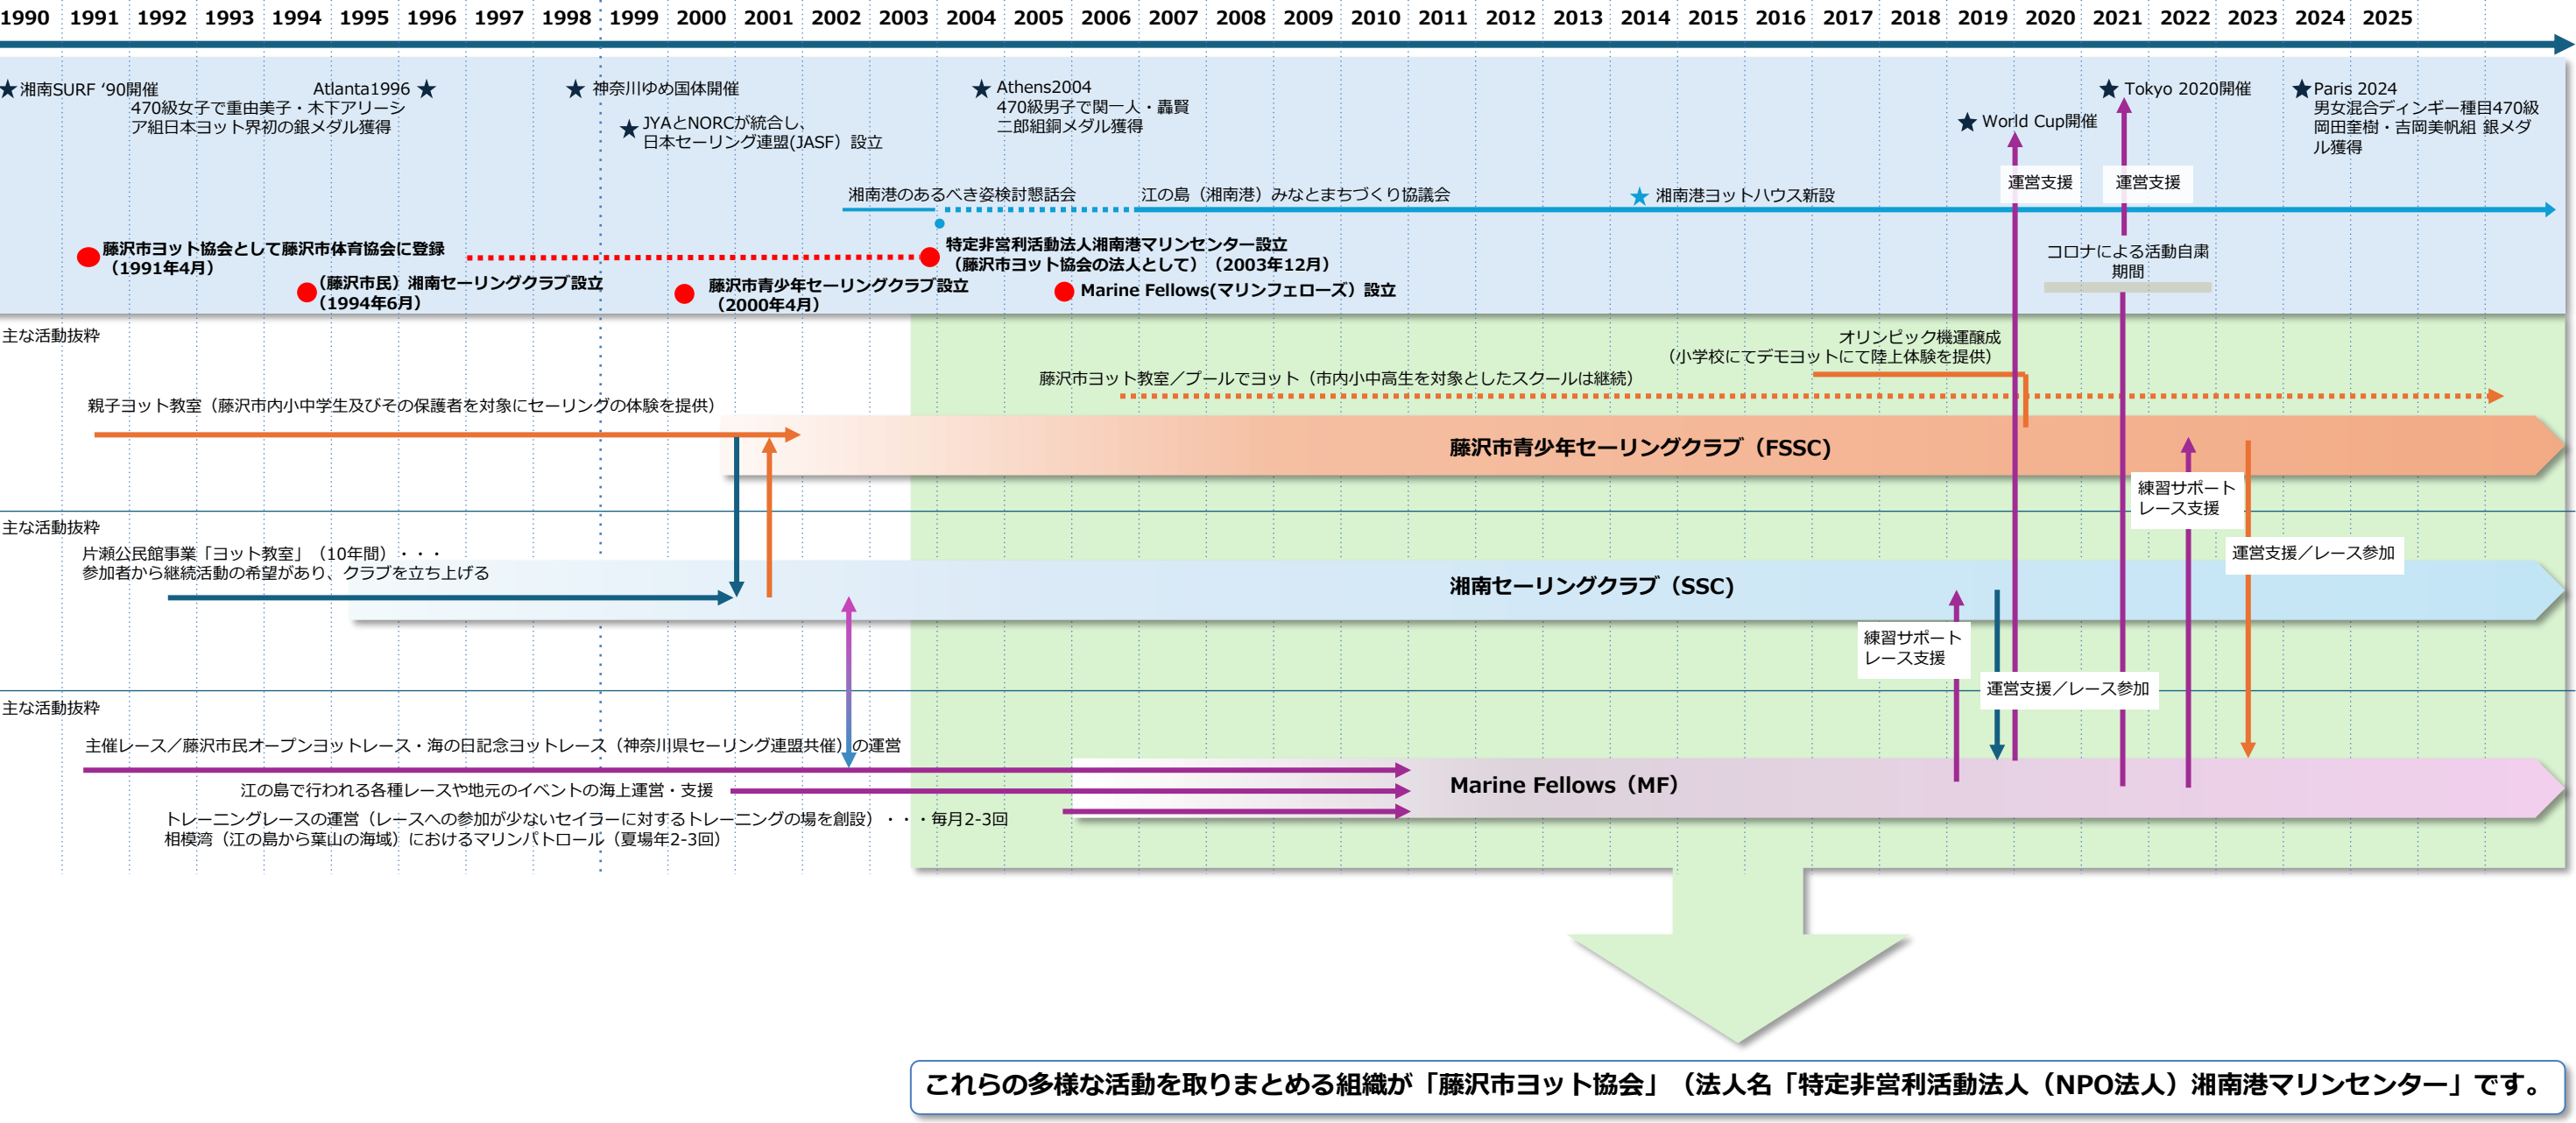 1990 1991 1992 1993 1994 1995 1996 1997 1998 1999 2000 2001 2002 2003 2004 2005 2006 2007 2008 2009 2010 2011 2012 2013 2014 2015 2016 2017 2018 2019 2020 2021 2022 2023 2024 2025
湘南SURF ‘90開催
Atlanta1996
470級女子で重由美子・木下アリーシ
ア組日本ヨット界初の銀メダル獲得
神奈川ゆめ国体開催
JYAとNORCが統合し、
日本セーリング連盟(JASF）設立
Athens2004
470級男子で関一人・轟賢
二郎組銅メダル獲得
World Cup開催
Tokyo 2020開催
Paris 2024
男女混合ディンギー種目470級
岡田奎樹・吉岡美帆組 銀メダ
ル獲得
運営支援
運営支援
湘南港のあるべき姿検討懇話会
江の島（湘南港）みなとまちづくり協議会
湘南港ヨットハウス新設
藤沢市ヨット協会として藤沢市体育協会に登録
（1991年4月）
（藤沢市民）湘南セーリングクラブ設立
（1994年6月）
藤沢市青少年セーリングクラブ設立
（2000年4月）
特定非営利活動法人湘南港マリンセンター設立
（藤沢市ヨット協会の法人として）（2003年12月）
Marine Fellows(マリンフェローズ）設立
コロナによる活動自粛
期間
主な活動抜粋
オリンピック機運醸成
（小学校にてデモヨットにて陸上体験を提供）
藤沢市ヨット教室／プールでヨット（市内小中高生を対象としたスクールは継続）
親子ヨット教室（藤沢市内小中学生及びその保護者を対象にセーリングの体験を提供）
藤沢市青少年セーリングクラブ（FSSC）
練習サポート
レース支援
主な活動抜粋
片瀬公民館事業「ヨット教室」（10年間）・・・
参加者から継続活動の希望があり、クラブを立ち上げる
運営支援／レース参加
湘南セーリングクラブ（SSC）
練習サポート
レース支援
運営支援／レース参加
主な活動抜粋
主催レース／藤沢市民オープンヨットレース・海の日記念ヨットレース（神奈川県セーリング連盟共催）の運営
江の島で行われる各種レースや地元のイベントの海上運営・支援
Marine Fellows（MF）
トレーニングレースの運営（レースへの参加が少ないセイラーに対するトレーニングの場を創設）・・・毎月2-3回
相模湾（江の島から葉山の海域）におけるマリンパトロール（夏場年2-3回）
これらの多様な活動を取りまとめる組織が「藤沢市ヨット協会」（法人名「特定非営利活動法人（NPO法人）湘南港マリンセンター」です。